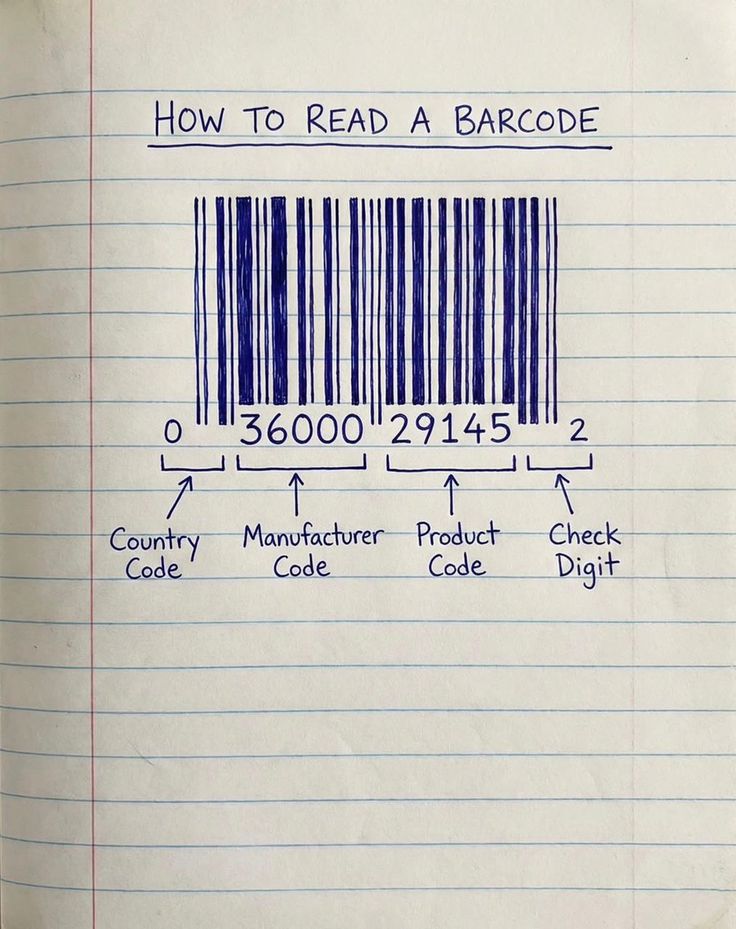 HOW TO READ A BARCODE
0 36000 29145 2
Country Code
Manufacturer Code
Product Code
Check Digit